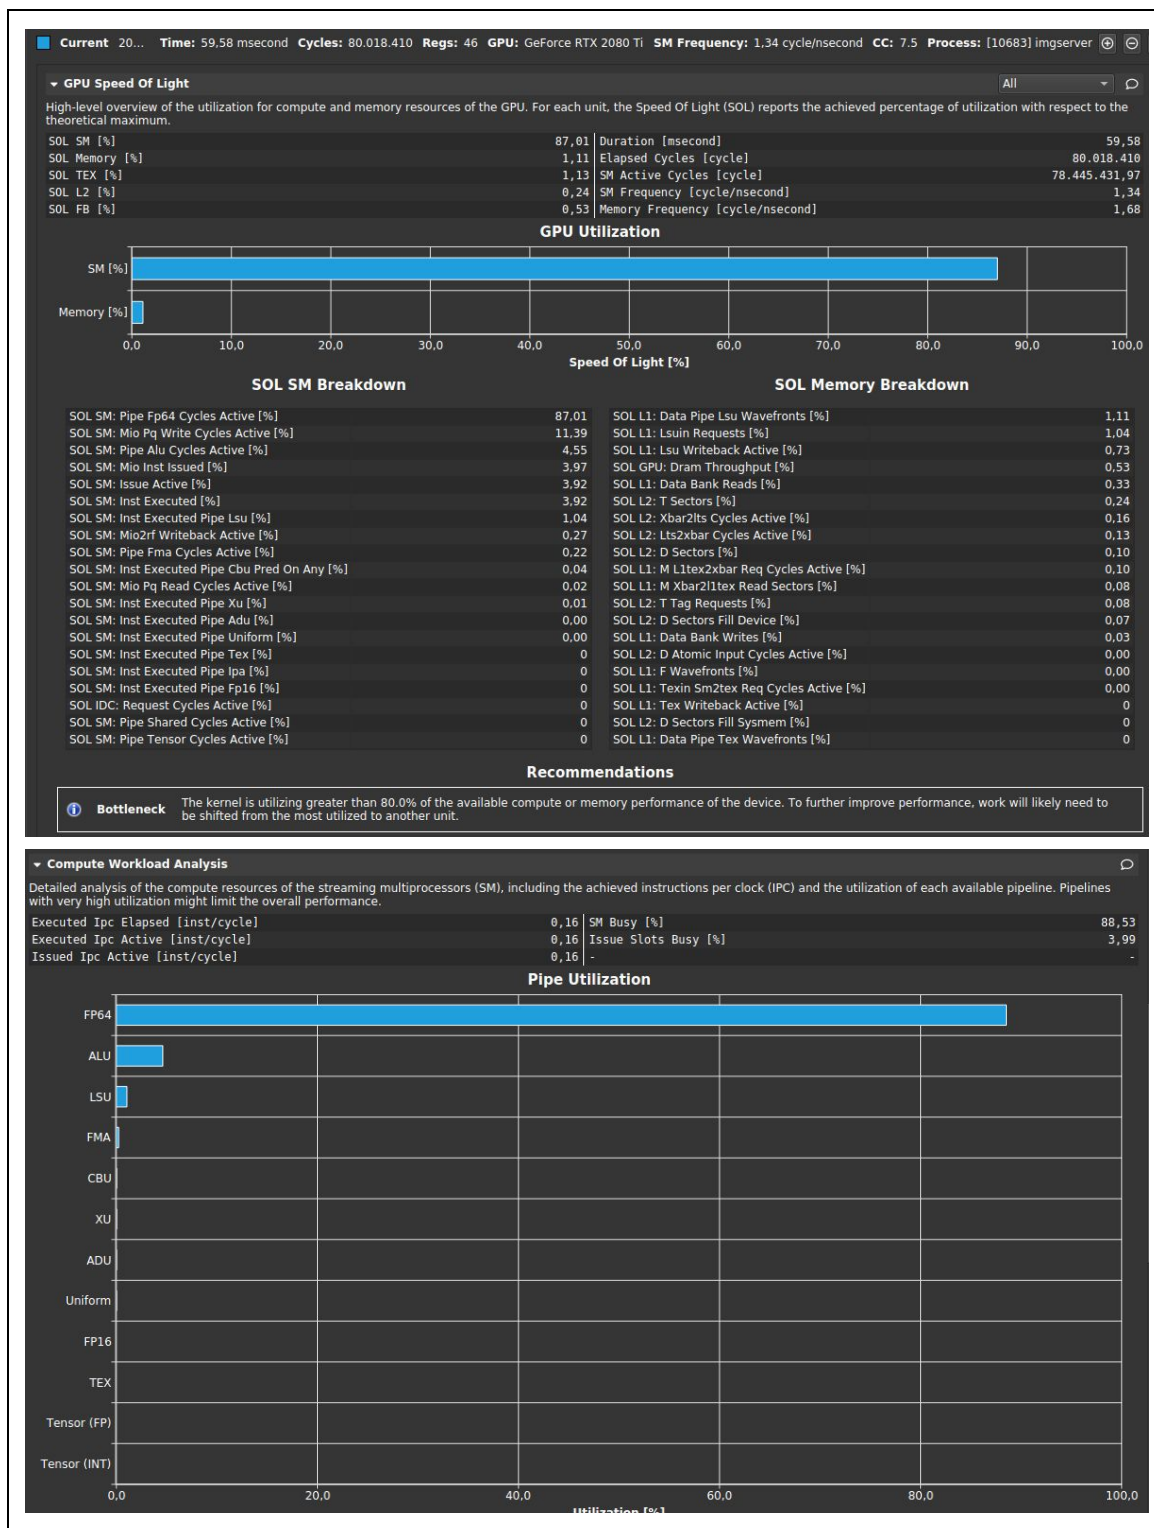 Current 20... Time: 59,58 msecond Cycles: 80.018.410 Regs: 46 GPU: GeForce RTX 2080 Ti SM Frequency: 1,34 cycle/nsecond CC: 7.5 Process: [10683] imgserver
GPU Speed Of Light All
High-level overview of the utilization for compute and memory resources of the GPU. For each unit, the Speed Of Light (SOL) reports the achieved percentage of utilization with respect to the
theoretical maximum.
SOL SM [%] 87,01 Duration [msecond] 59,58
SOL Memory [%] 1,11 Elapsed Cycles [cycle] 80.018.410
SOL TEX [%] 1,13 SM Active Cycles [cycle] 78.445.431,97
SOL L2 [%] 0,24 SM Frequency [cycle/nsecond] 1,34
SOL FB [%] 0,53 Memory Frequency [cycle/nsecond] 1,68
GPU Utilization
SM [%]
Memory [%]
0,0 10,0 20,0 30,0 40,0 50,0 60,0 70,0 80,0 90,0 100,0
Speed Of Light [%]
SOL SM Breakdown SOL Memory Breakdown
SOL SM: Pipe Fp64 Cycles Active [%] 87,01 SOL L1: Data Pipe Lsu Wavefronts [%] 1,11
SOL SM: Mio Pq Write Cycles Active [%] 11,39 SOL L1: Lsuin Requests [%] 1,04
SOL SM: Pipe Alu Cycles Active [%] 4,55 SOL L1: Lsu Writeback Active [%] 0,73
SOL SM: Mio Inst Issued [%] 3,97 SOL GPU: Dram Throughput [%] 0,53
SOL SM: Issue Active [%] 3,92 SOL L1: Data Bank Reads [%] 0,33
SOL SM: Inst Executed [%] 3,92 SOL L2: T Sectors [%] 0,24
SOL SM: Inst Executed Pipe Lsu [%] 1,04 SOL L2: Xbar2lts Cycles Active [%] 0,16
SOL SM: Mio2rf Writeback Active [%] 0,27 SOL L2: Lts2xbar Cycles Active [%] 0,13
SOL SM: Pipe Fma Cycles Active [%] 0,22 SOL L2: D Sectors [%] 0,10
SOL SM: Inst Executed Pipe Cbu Pred On Any [%] 0,04 SOL L1: M L1tex2xbar Req Cycles Active [%] 0,10
SOL SM: Mio Pq Read Cycles Active [%] 0,02 SOL L1: M Xbar2l1tex Read Sectors [%] 0,08
SOL SM: Inst Executed Pipe Xu [%] 0,01 SOL L2: T Tag Requests [%] 0,08
SOL SM: Inst Executed Pipe Adu [%] 0,00 SOL L2: D Sectors Fill Device [%] 0,07
SOL SM: Inst Executed Pipe Uniform [%] 0,00 SOL L1: Data Bank Writes [%] 0,03
SOL SM: Inst Executed Pipe Tex [%] 0 SOL L2: D Atomic Input Cycles Active [%] 0,00
SOL SM: Inst Executed Pipe Ipa [%] 0 SOL L1: F Wavefronts [%] 0,00
SOL SM: Inst Executed Pipe Fp16 [%] 0 SOL L1: Texin Sm2tex Req Cycles Active [%] 0,00
SOL IDC: Request Cycles Active [%] 0 SOL L1: Tex Writeback Active [%] 0
SOL SM: Pipe Shared Cycles Active [%] 0 SOL L2: D Sectors Fill Sysmem [%] 0
SOL SM: Pipe Tensor Cycles Active [%] 0 SOL L1: Data Pipe Tex Wavefronts [%] 0
Recommendations
Bottleneck The kernel is utilizing greater than 80.0% of the available compute or memory performance of the device. To further improve performance, work will likely need to
be shifted from the most utilized to another unit.
Compute Workload Analysis
Detailed analysis of the compute resources of the streaming multiprocessors (SM), including the achieved instructions per clock (IPC) and the utilization of each available pipeline. Pipelines
with very high utilization might limit the overall performance.
Executed Ipc Elapsed [inst/cycle] 0,16 SM Busy [%] 88,53
Executed Ipc Active [inst/cycle] 0,16 Issue Slots Busy [%] 3,99
Issued Ipc Active [inst/cycle] 0,16 - -
Pipe Utilization
FP64
ALU
LSU
FMA
CBU
XU
ADU
Uniform
FP16
TEX
Tensor (FP)
Tensor (INT)
0,0 20,0 40,0 60,0 80,0 100,0
Utilization [%]